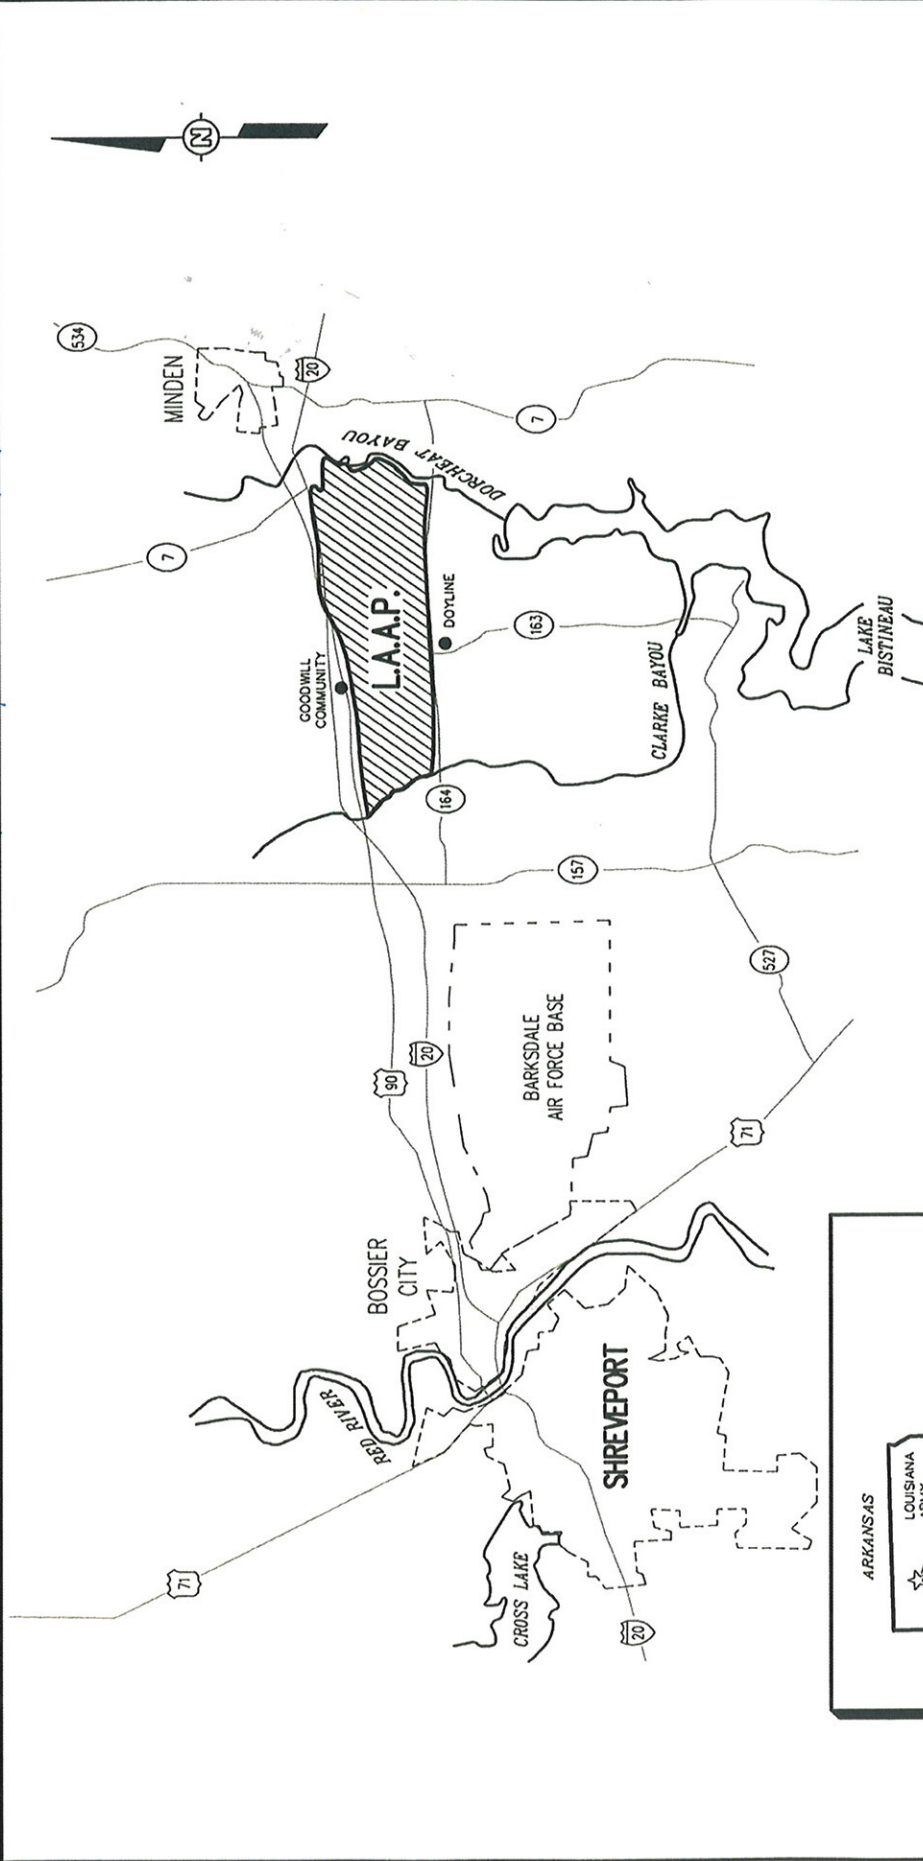 N
534
71
7
MINDEN
RED RIVER
BOSSIER
CITY
90
20
GOODWILL
COMMUNITY
20
L.A.A.P.
DORCHEAT BAYOU
164
DOYLINE
CROSS LAKE
BARKSDALE
AIR FORCE BASE
7
163
157
SHREVEPORT
20
CLARKE BAYOU
71
527
LAKE
BISTINEAU
ARKANSAS
LOUISIANA